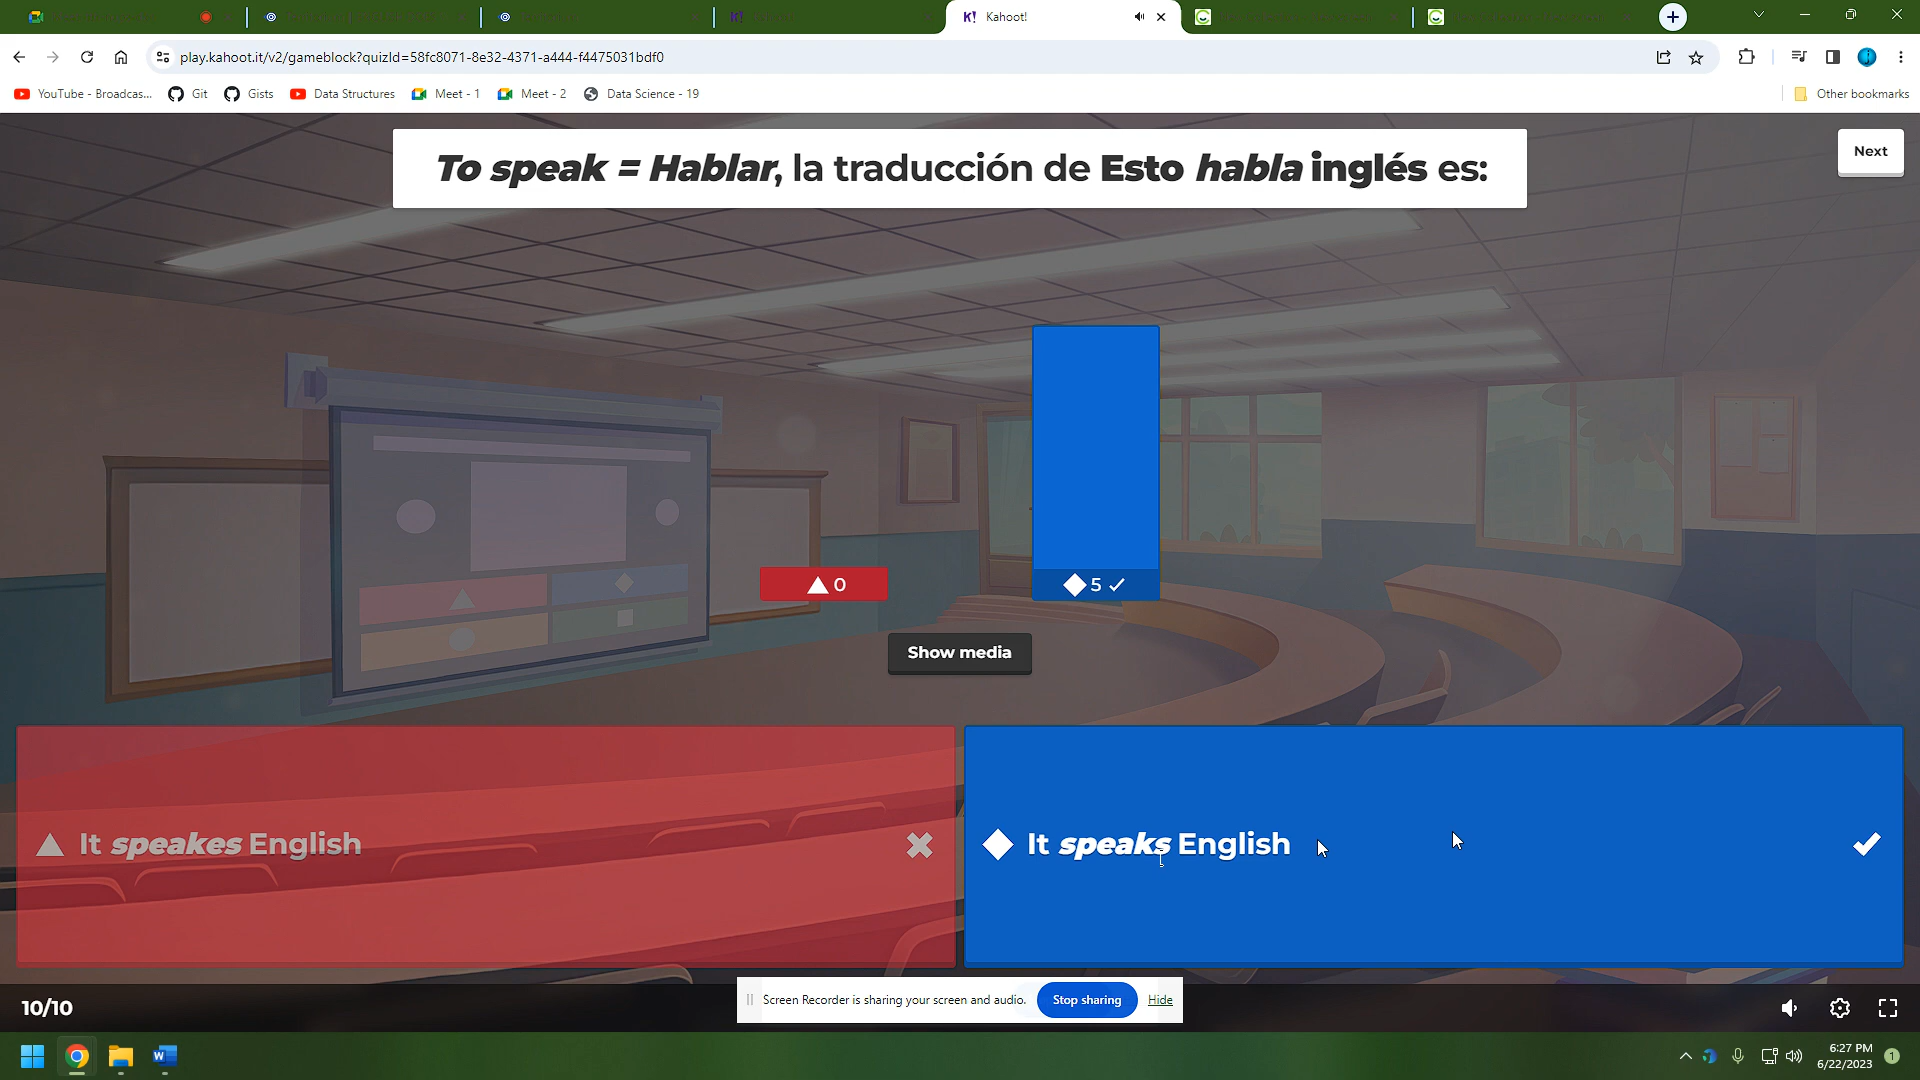 Kahoot!
play.kahoot.it/v2/gameblock?quizId=58fc8071-8e32-4371-a444-f4475031bdf0
YouTube - Broadcas...
Git
Gists
Data Structures
Meet - 1
Meet - 2
Data Science - 19
Other bookmarks
To speak = Hablar, la traducción de Esto habla inglés es:
Next
0
5
Show media
It speakes English
It speaks English
10/10
Screen Recorder is sharing your screen and audio.
Stop sharing
Hide
6:27 PM
6/22/2023
1